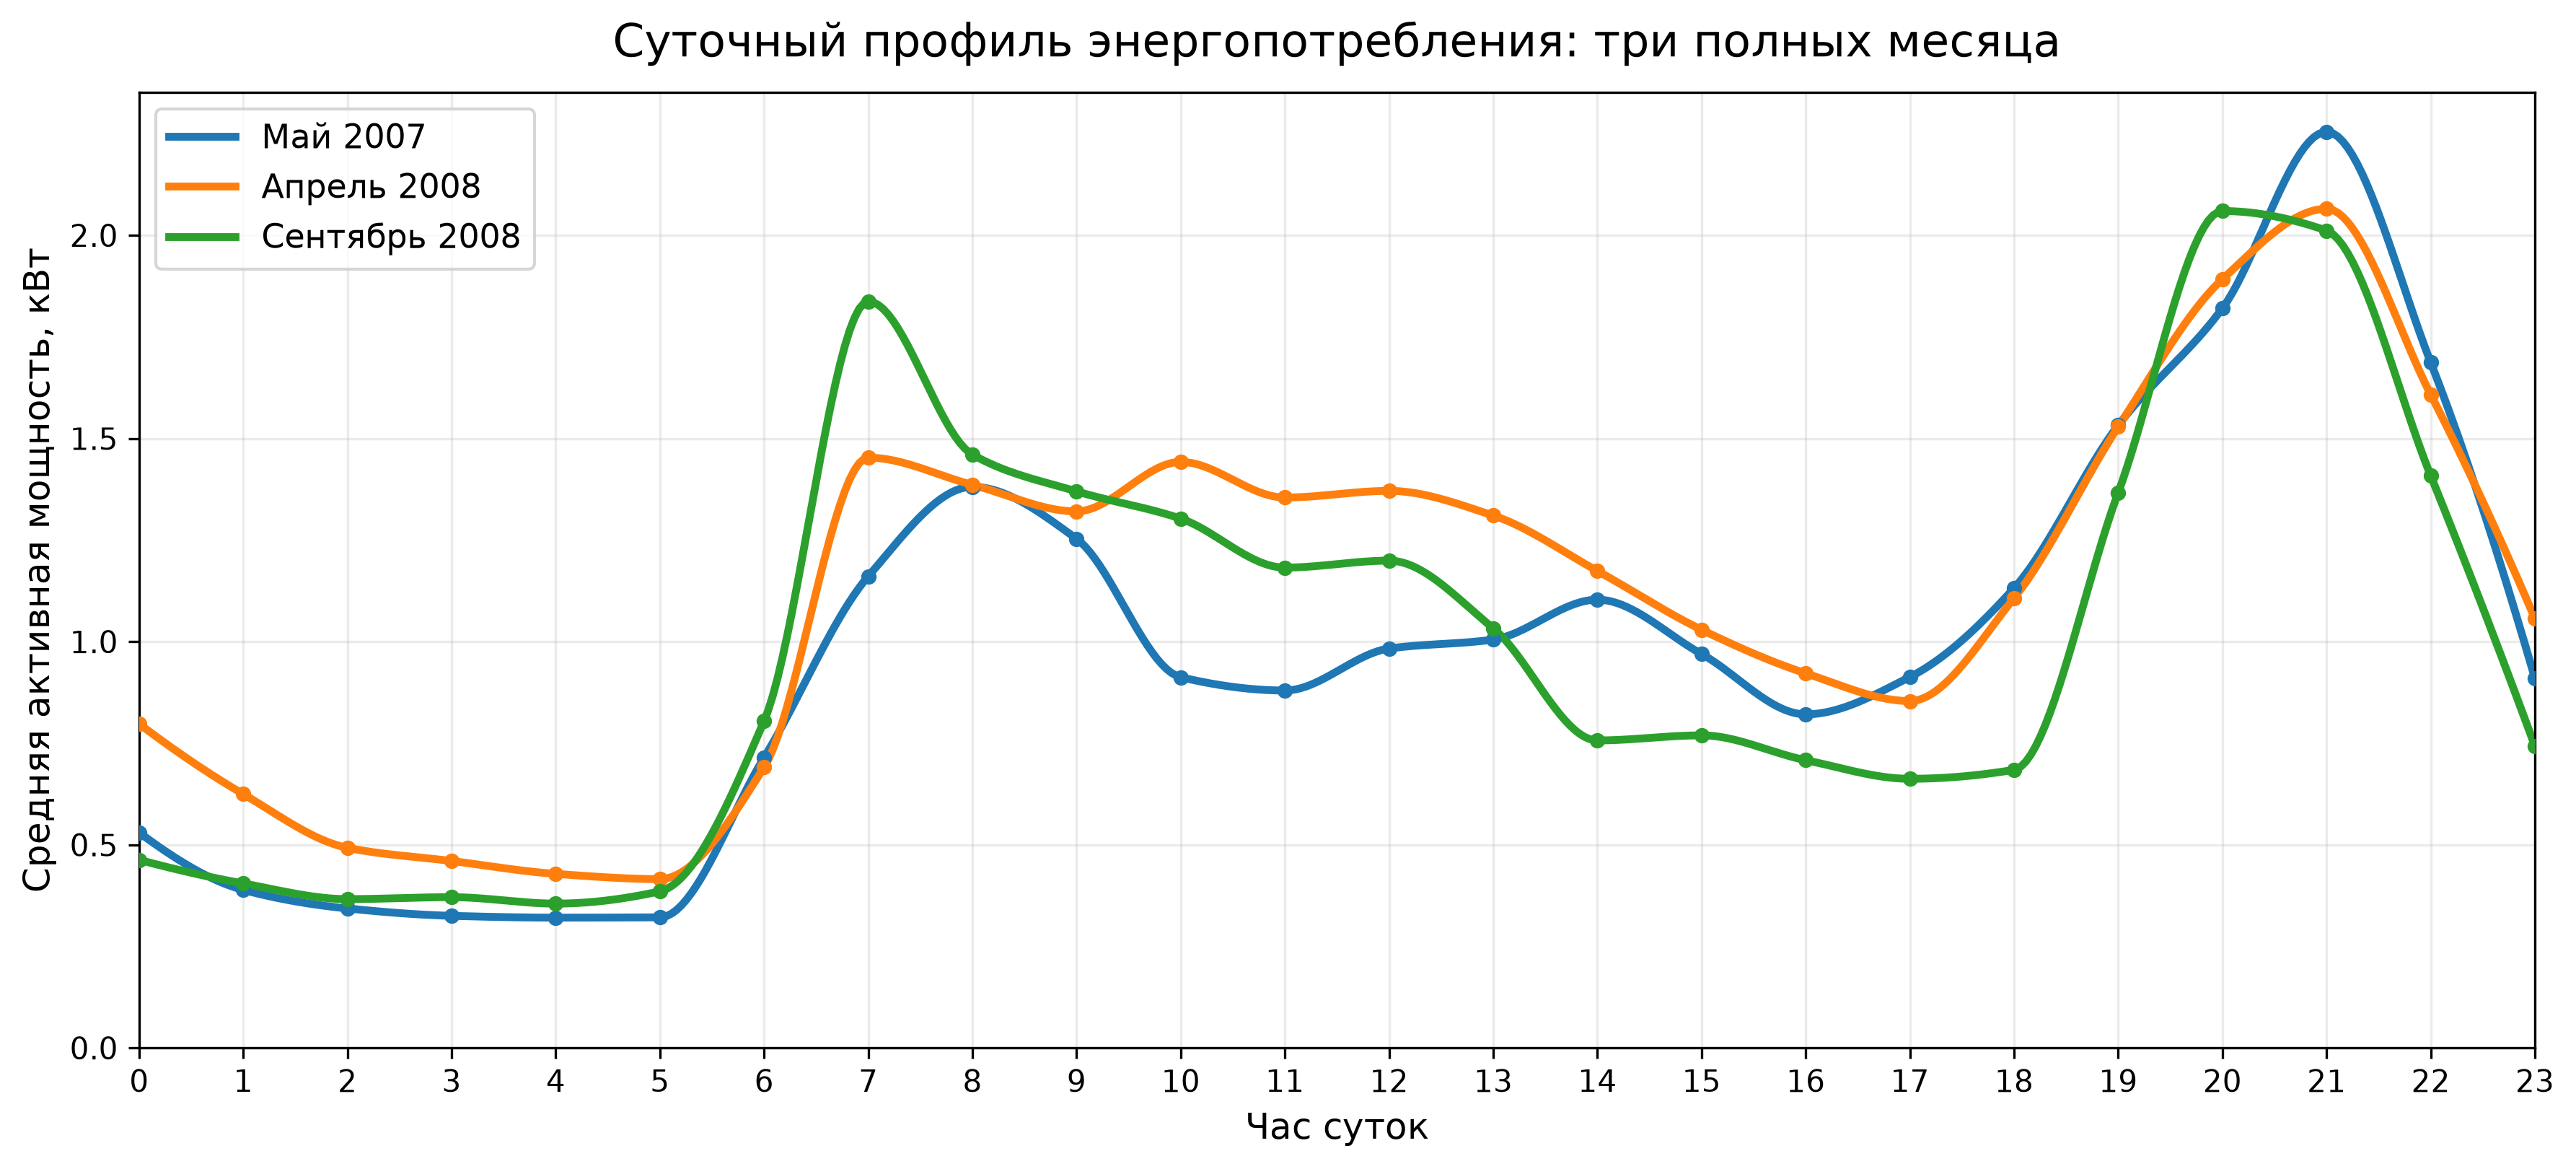 Суточный профиль энергопотребления: три полных месяца
Май 2007
Апрель 2008
Сентябрь 2008
Средняя активная мощность, кВт
2.0
1.5
1.0
0.5
0.0
0 1 2 3 4 5 6 7 8 9 10 11 12 13 14 15 16 17 18 19 20 21 22 23
Час суток